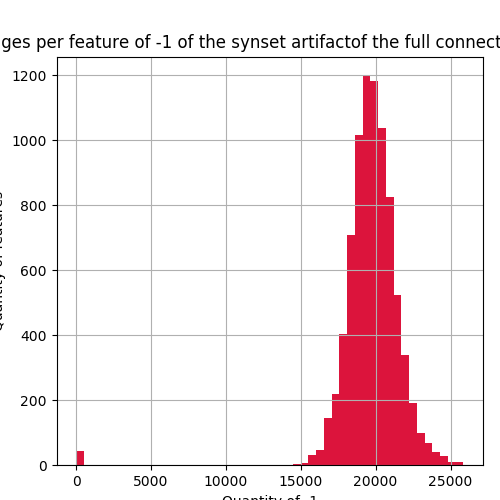 ges per feature of -1 of the synset artifactof the full connect
1200
1000
800
600
400
200
0
Quantity of features
0 5000 10000 15000 20000 25000
Quantity of -1